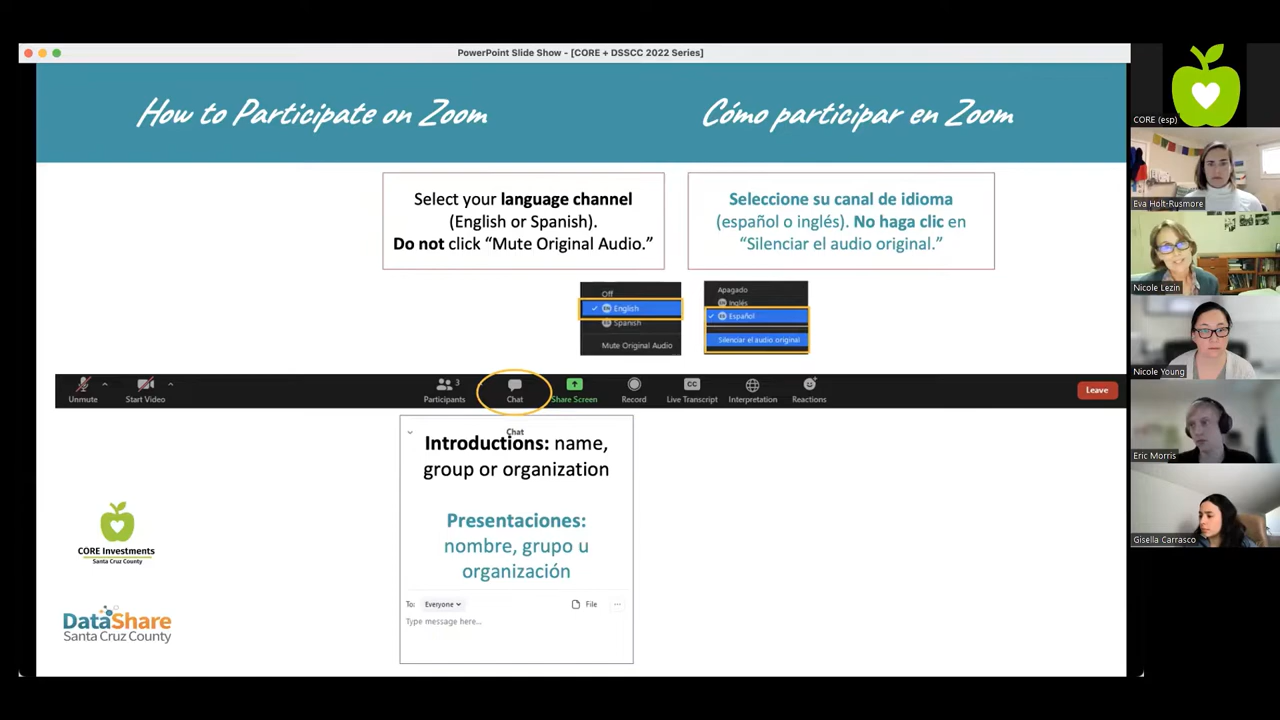 PowerPoint Slide Show - [CORE + DSSCC 2022 Series]
How to Participate on Zoom
Cómo participar en Zoom
Select your language channel
(English or Spanish).
Do not click “Mute Original Audio.”
Seleccione su canal de idioma
(español o inglés). No haga clic en
“Silenciar el audio original.”
Off
English
Spanish
Mute Original Audio
Apagado
Inglés
Español
Silenciar el audio original
Unmute
Start Video
Participants
3
Chat
Share Screen
Record
CC
Live Transcript
Interpretation
Reactions
Leave
Chat
Introductions: name,
group or organization
Presentaciones:
nombre, grupo u
organización
To: Everyone
File
Type message here...
CORE Investments
Santa Cruz County
DataShare
Santa Cruz County
CORE (esp)
Eva Holt-Rusmore
Nicole Lezin
Nicole Young
Eric Morris
Gisella Carrasco